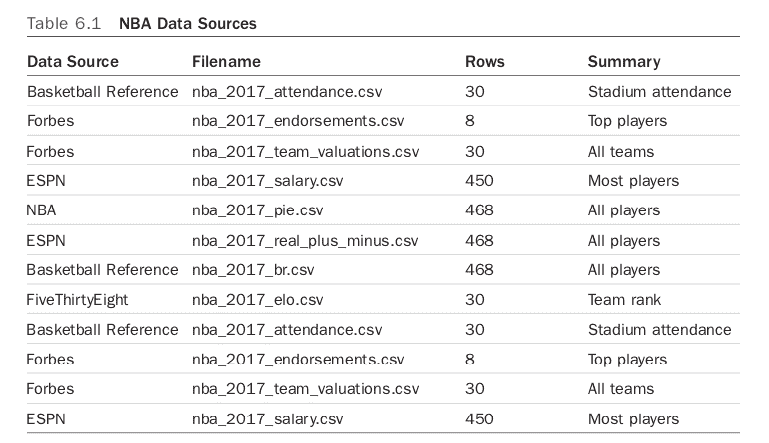 Table 6.1 NBA Data Sources
Data Source Filename Rows Summary
Basketball Reference nba_2017_attendance.csv 30 Stadium attendance
Forbes nba_2017_endorsements.csv 8 Top players
Forbes nba_2017_team_valuations.csv 30 All teams
ESPN nba_2017_salary.csv 450 Most players
NBA nba_2017_pie.csv 468 All players
ESPN nba_2017_real_plus_minus.csv 468 All players
Basketball Reference nba_2017_br.csv 468 All players
FiveThirtyEight nba_2017_elo.csv 30 Team rank
Basketball Reference nba_2017_attendance.csv 30 Stadium attendance
Forbes nba_2017_endorsements.csv 8 Top players
Forbes nba_2017_team_valuations.csv 30 All teams
ESPN nba_2017_salary.csv 450 Most players